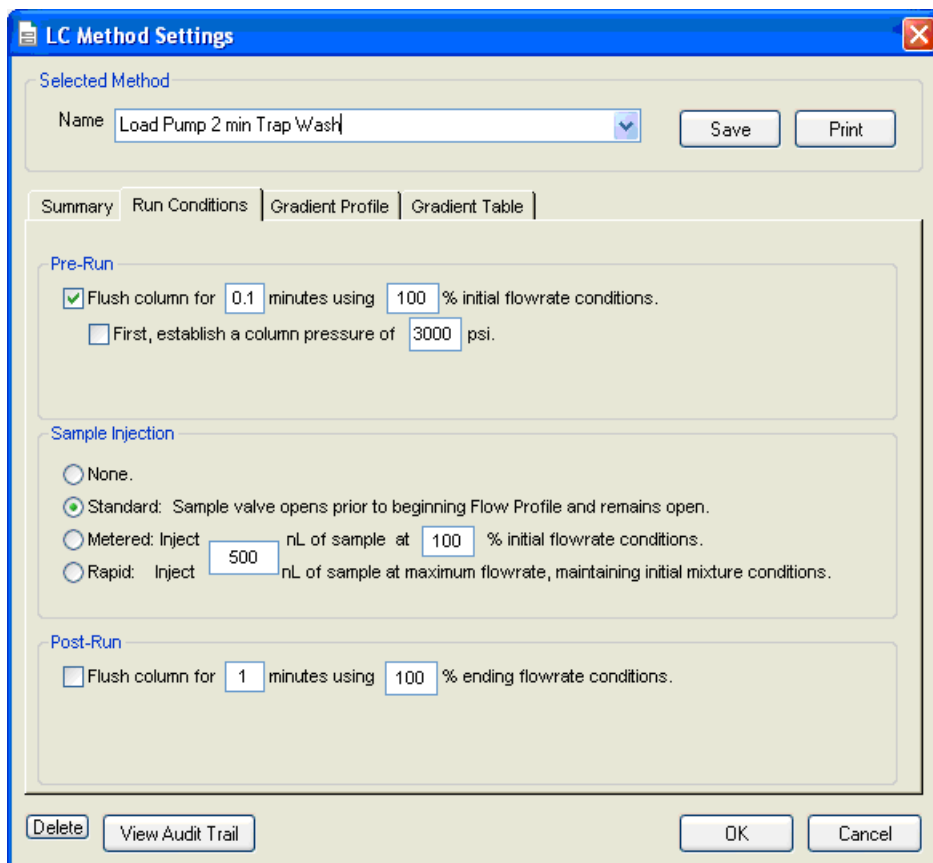 LC Method Settings
Selected Method
Name Load Pump 2 min Trap Wash Save Print
Summary Run Conditions Gradient Profile Gradient Table
Pre-Run
Flush column for 0.1 minutes using 100 % initial flowrate conditions.
First, establish a column pressure of 3000 psi.
Sample Injection
None.
Standard: Sample valve opens prior to beginning Flow Profile and remains open.
Metered: Inject 500 nL of sample at 100 % initial flowrate conditions.
Rapid: Inject nL of sample at maximum flowrate, maintaining initial mixture conditions.
Post-Run
Flush column for 1 minutes using 100 % ending flowrate conditions.
Delete View Audit Trail OK Cancel